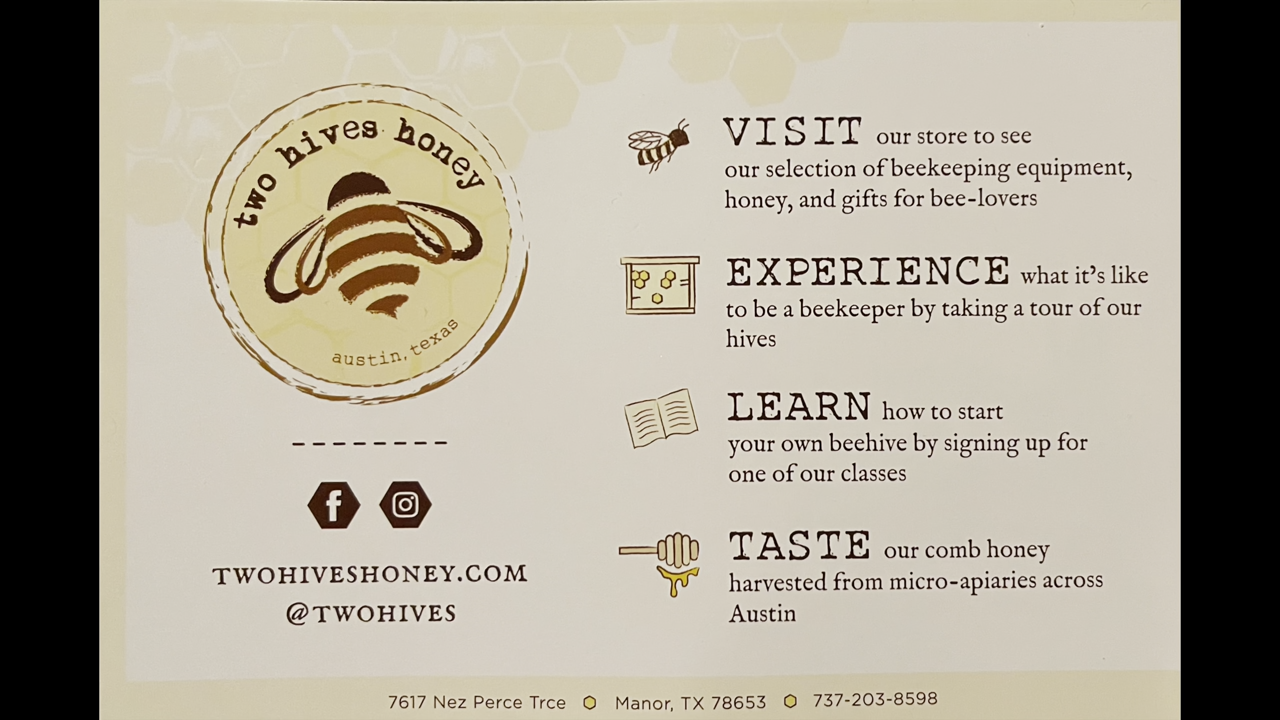 two hives honey
austin, texas
f
TWOHIVESHONEY.COM
@TWOHIVES
VISIT our store to see
our selection of beekeeping equipment,
honey, and gifts for bee-lovers
EXPERIENCE what it's like
to be a beekeeper by taking a tour of our
hives
LEARN how to start
your own beehive by signing up for
one of our classes
TASTE our comb honey
harvested from micro-apiaries across
Austin
7617 Nez Perce Trce Manor, TX 78653 737-203-8598